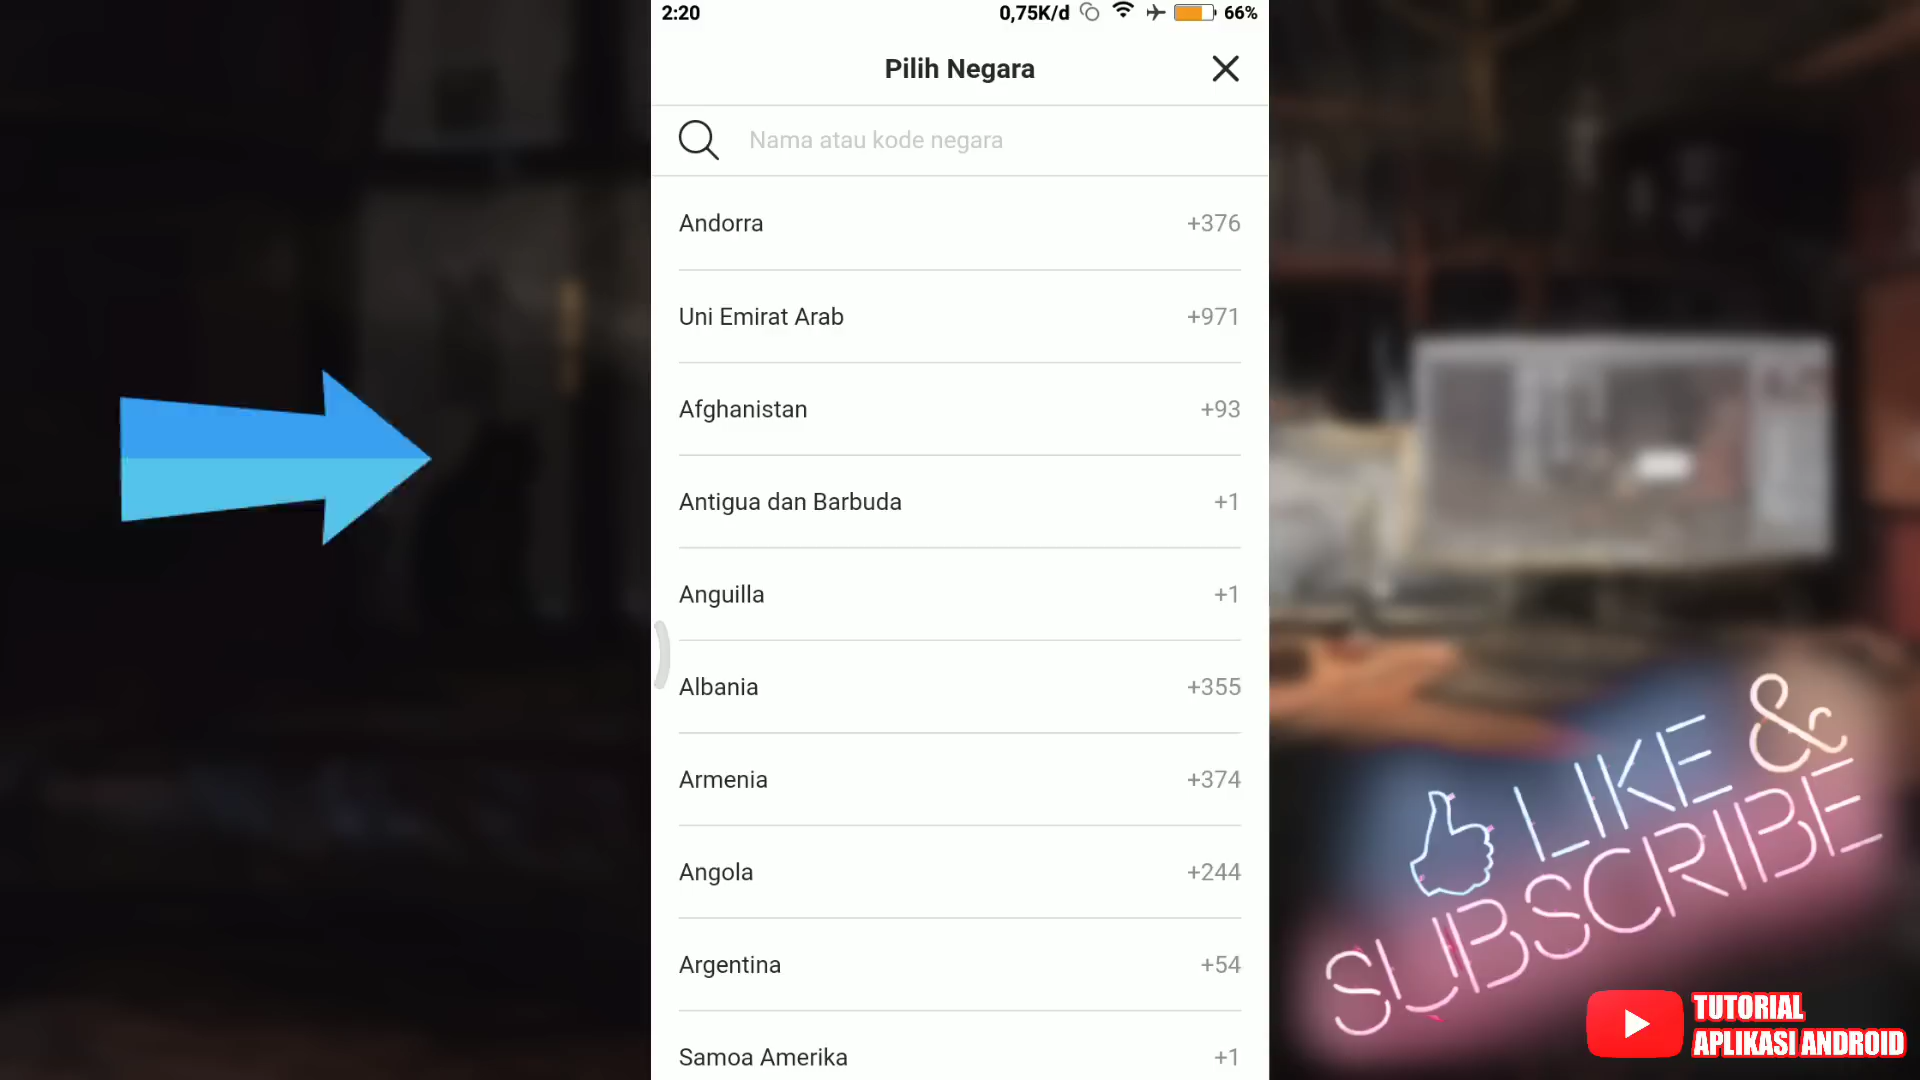 2:20
0,75K/d
66%
Pilih Negara
Nama atau kode negara
Andorra +376
Uni Emirat Arab +971
Afghanistan +93
Antigua dan Barbuda +1
Anguilla +1
Albania +355
Armenia +374
Angola +244
Argentina +54
Samoa Amerika +1
LIKE &
SUBSCRIBE
TUTORIAL
APLIKASI ANDROID